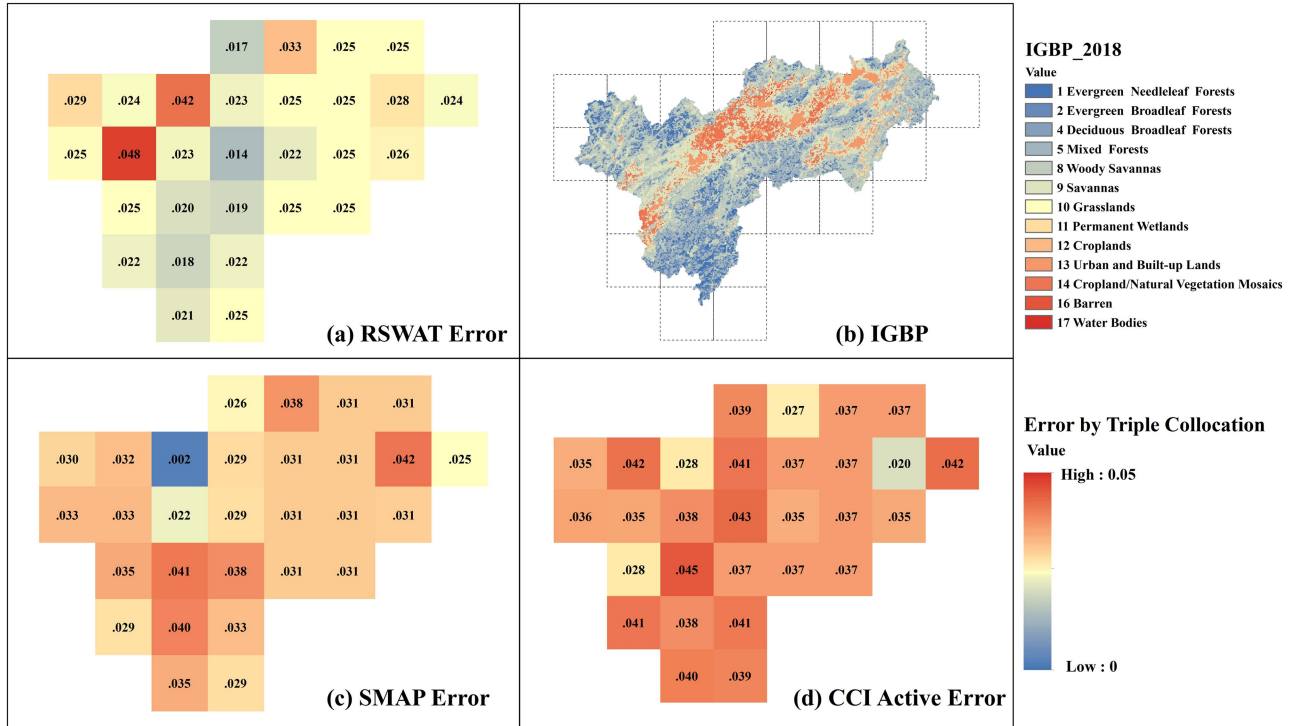 .017 .033 .025 .025
.029 .024 .042 .023 .025 .025 .028 .024
.025 .048 .023 .014 .022 .025 .026
.025 .020 .019 .025 .025
.022 .018 .022
.021 .025
(a) RSWAT Error
(b) IGBP
IGBP_2018
Value
1 Evergreen Needleleaf Forests
2 Evergreen Broadleaf Forests
4 Deciduous Broadleaf Forests
5 Mixed Forests
8 Woody Savannas
9 Savannas
10 Grasslands
11 Permanent Wetlands
12 Croplands
13 Urban and Built-up Lands
14 Cropland/Natural Vegetation Mosaics
16 Barren
17 Water Bodies
.026 .038 .031 .031
.030 .032 .002 .029 .031 .031 .042 .025
.033 .033 .022 .029 .031 .031 .031
.035 .041 .038 .031 .031
.029 .040 .033
.035 .029
(c) SMAP Error
.039 .027 .037 .037
.035 .042 .028 .041 .037 .037 .020 .042
.036 .035 .038 .043 .035 .037 .035
.028 .045 .037 .037 .037
.041 .038 .041
.040 .039
(d) CCI Active Error
Error by Triple Collocation
Value
High : 0.05
Low : 0